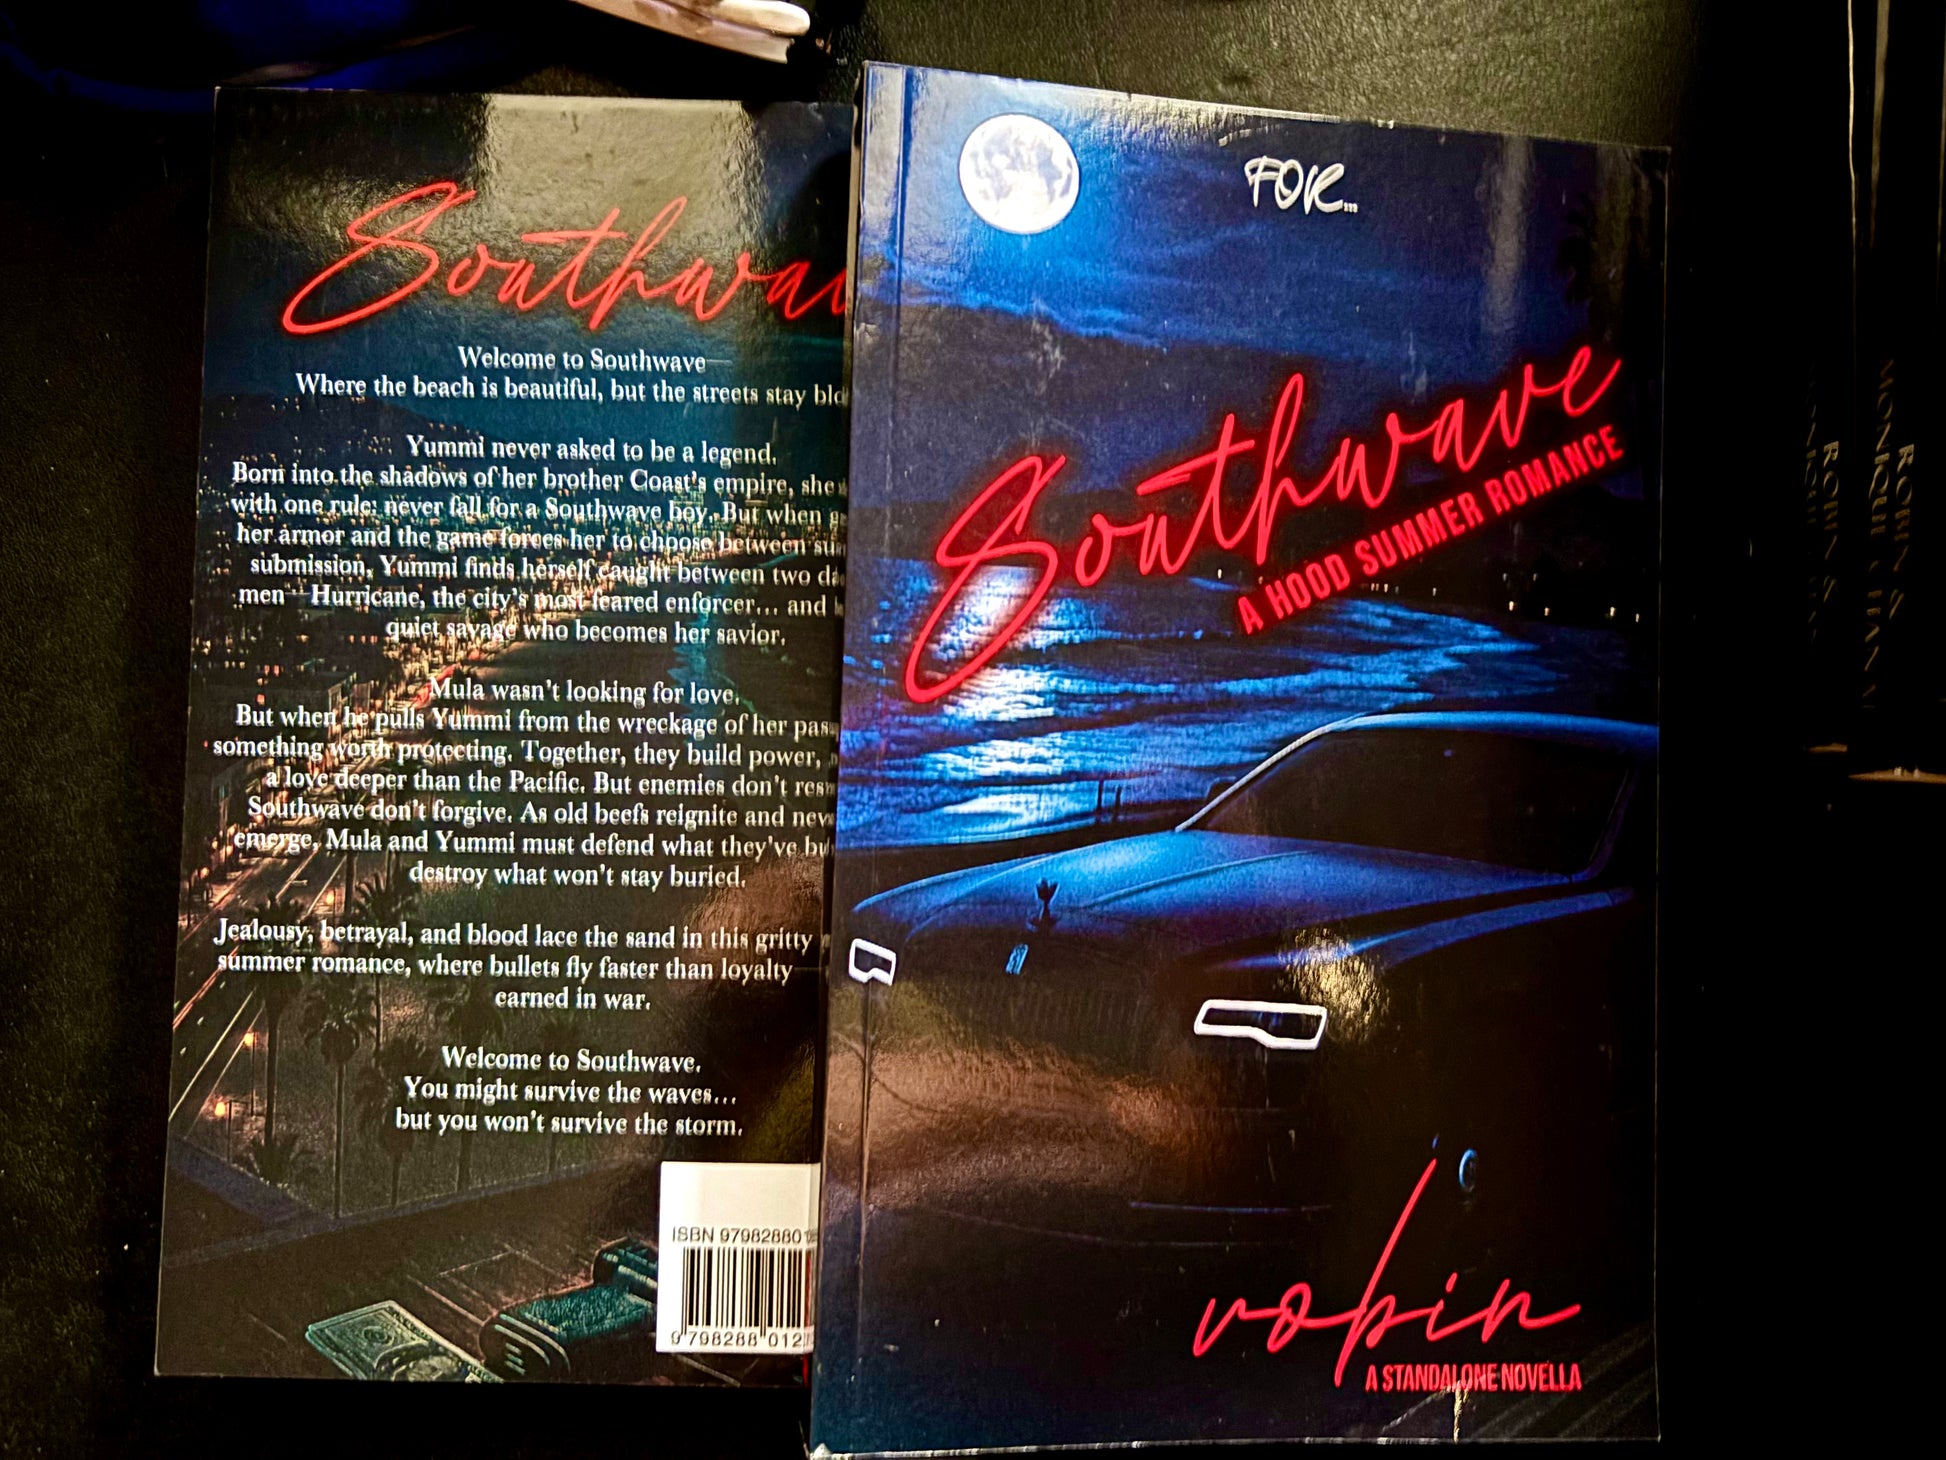 Welcome to Southwave—
Where the beach is beautiful, but the streets stay
Yummi never asked to be a legend.
Born into the shadows of her brother Coast's empire, she
with one rule: never fall for a Southwave boy. But when
her armor and the game forces her to choose between
submission, Yummi finds herself caught between two
men—Hurricane, the city's most feared enforcer... and
quiet savage who becomes her savior.
Mula wasn't looking for love.
But when he pulls Yummi from the wreckage of her
something worth protecting. Together, they build power,
a love deeper than the Pacific. But enemies don't
Southwave don't forgive. As old beefs reignite and
emerge, Mula and Yummi must defend what they've
destroy what won't stay buried.
Jealousy, betrayal, and blood lace the sand in this gritty
summer romance, where bullets fly faster than loyalty—
earned in war.
Welcome to Southwave.
You might survive the waves...
but you won't survive the storm.
ISBN 97982880
9 798288 012
FOR...
Southwave
A HOOD SUMMER ROMANCE
A STANDALONE NOVELLA
ROBIN &